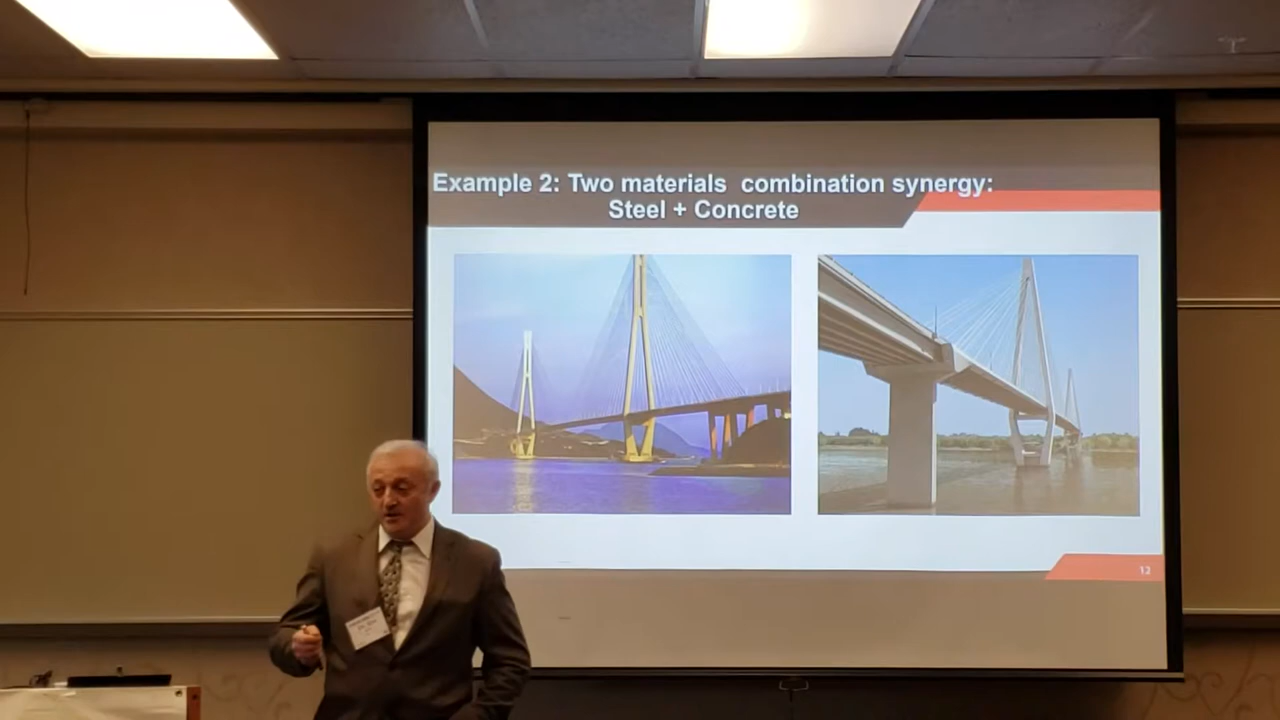 Example 2: Two materials combination synergy:
Steel + Concrete
12